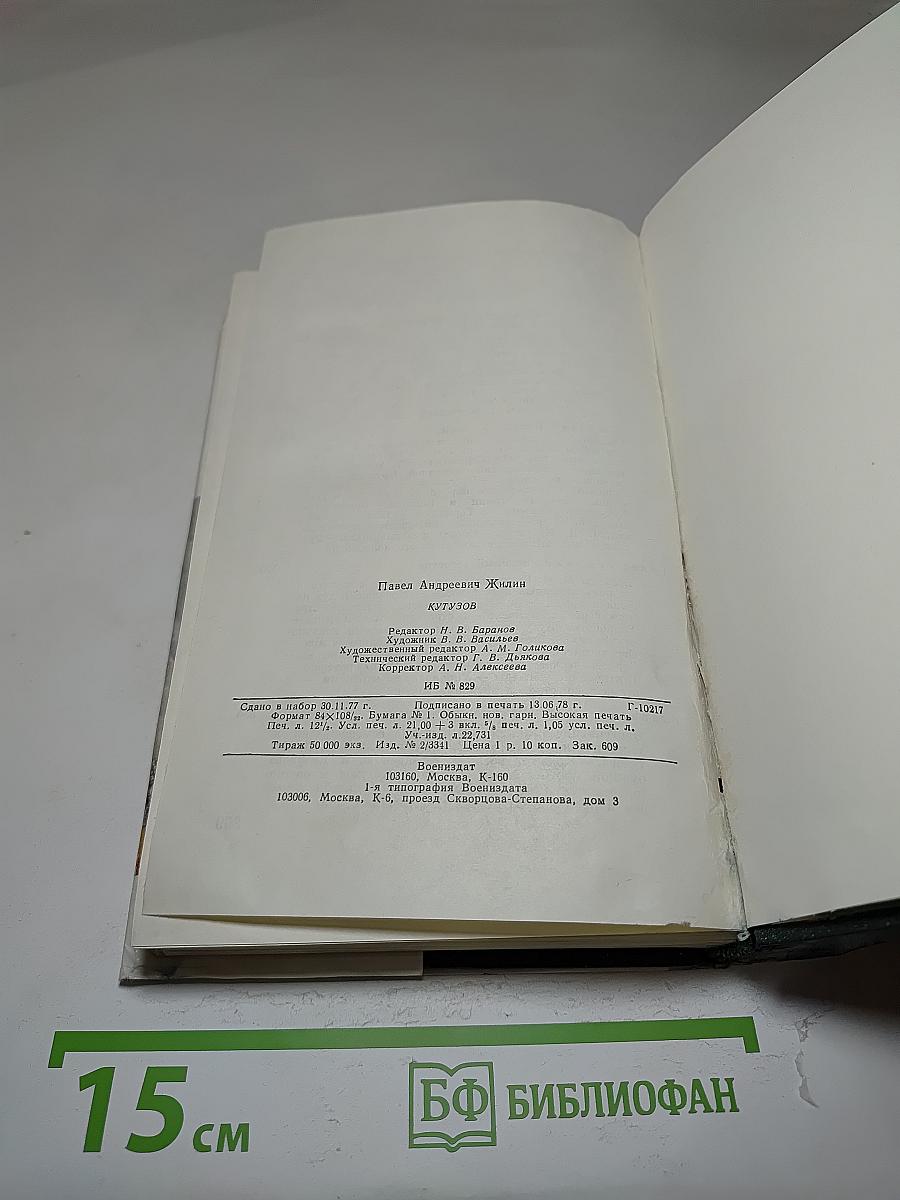 Павел Андреевич Жилин
КУТУЗОВ
Редактор Н. В. Баранов
Художник В. В. Васильев
Художественный редактор А. М. Голикова
Технический редактор Г. В. Дьякова
Корректор А. Н. Алексеева
ИБ № 829
Сдано в набор 30.11.77 г. Подписано в печать 13.06.78 г. Г-10217
Формат 84×108/32. Бумага № 1. Обыкн. нов. гарн. Высокая печать
Печ. л. 12½. Усл. печ. л. 21,00 + 3 вкл. ⅝ печ. л. 1,05 усл. печ. л.
Уч.-изд. л.22,731
Тираж 50 000 экз. Изд. № 2/3341 Цена 1 р. 10 коп. Зак. 609
Воениздат
103160, Москва, К-160
1-я типография Воениздата
103006, Москва, К-6, проезд Скворцова-Степанова, дом 3
15 см
БФ БИБЛИОФАН